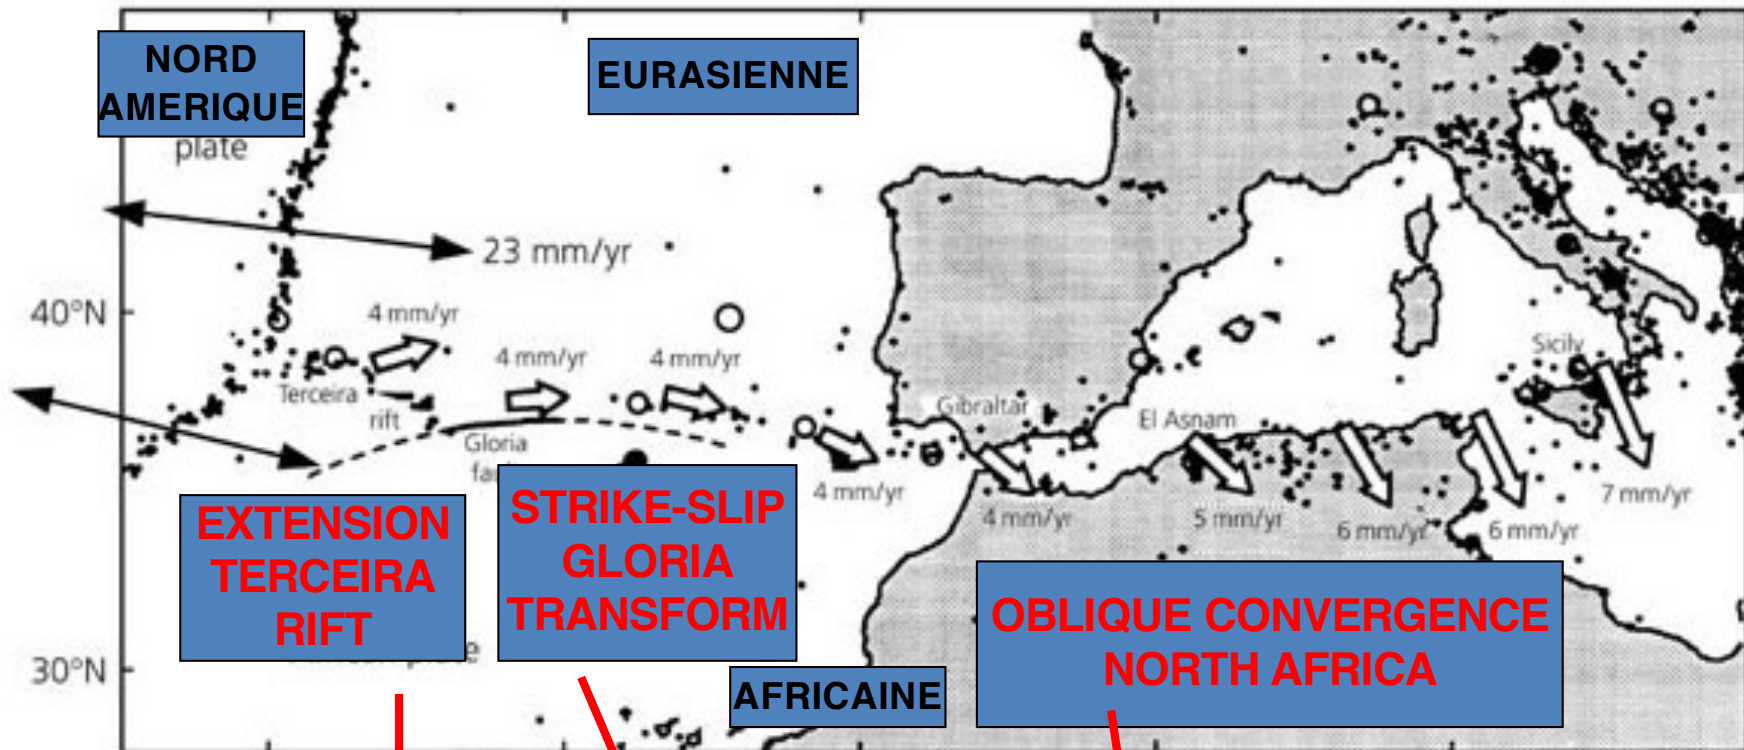 NORD
AMERIQUE
plate
EURASIENNE
23 mm/yr
40°N
4 mm/yr
4 mm/yr
4 mm/yr
Terceira
rift
Gloria
Gibraltar
El Asnam
Sicily
4 mm/yr
4 mm/yr
5 mm/yr
6 mm/yr
6 mm/yr
7 mm/yr
EXTENSION
TERCEIRA
RIFT
STRIKE-SLIP
GLORIA
TRANSFORM
OBLIQUE CONVERGENCE
NORTH AFRICA
30°N
AFRICAINE